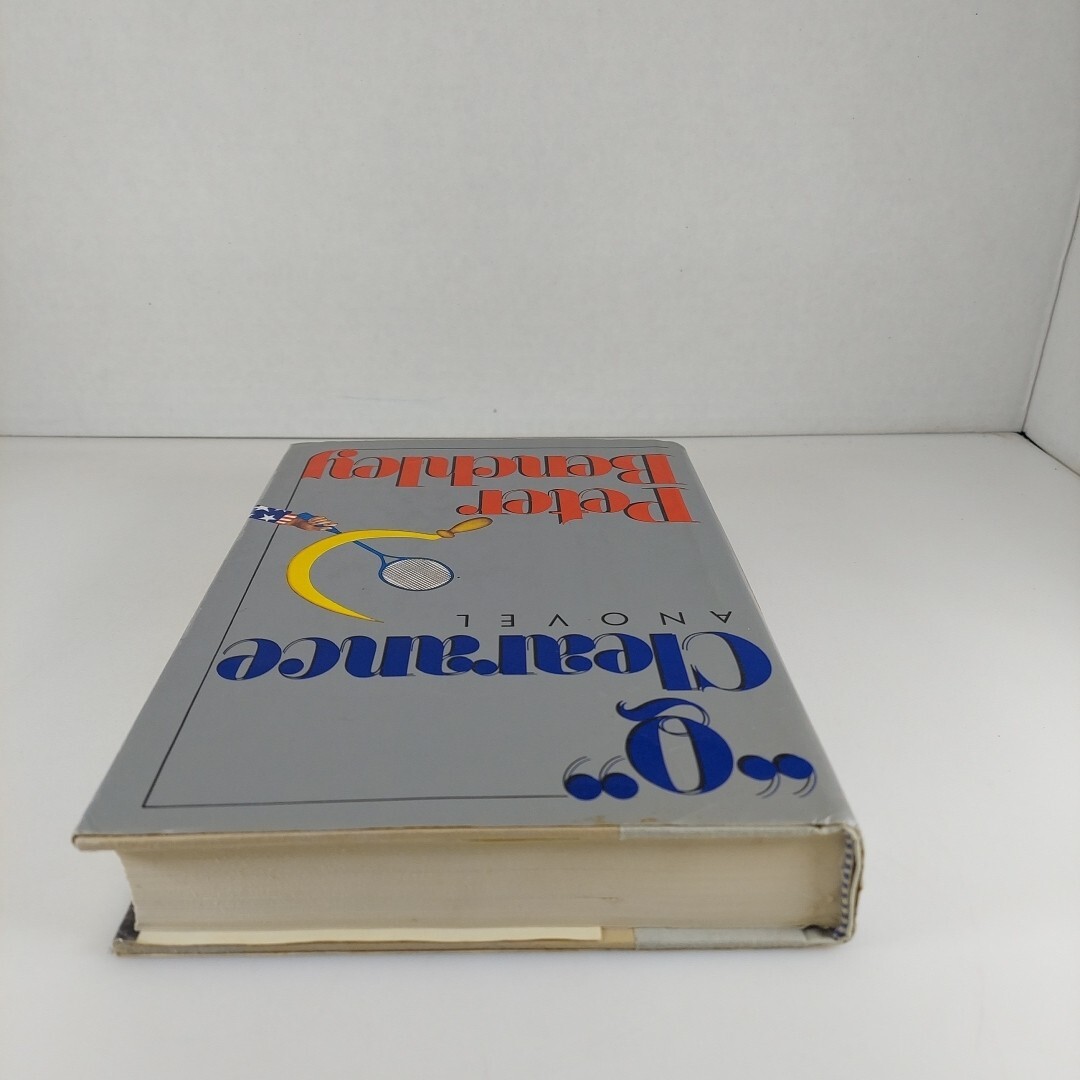 "Q"
Clearance
A NOVEL
Peter
Benchley